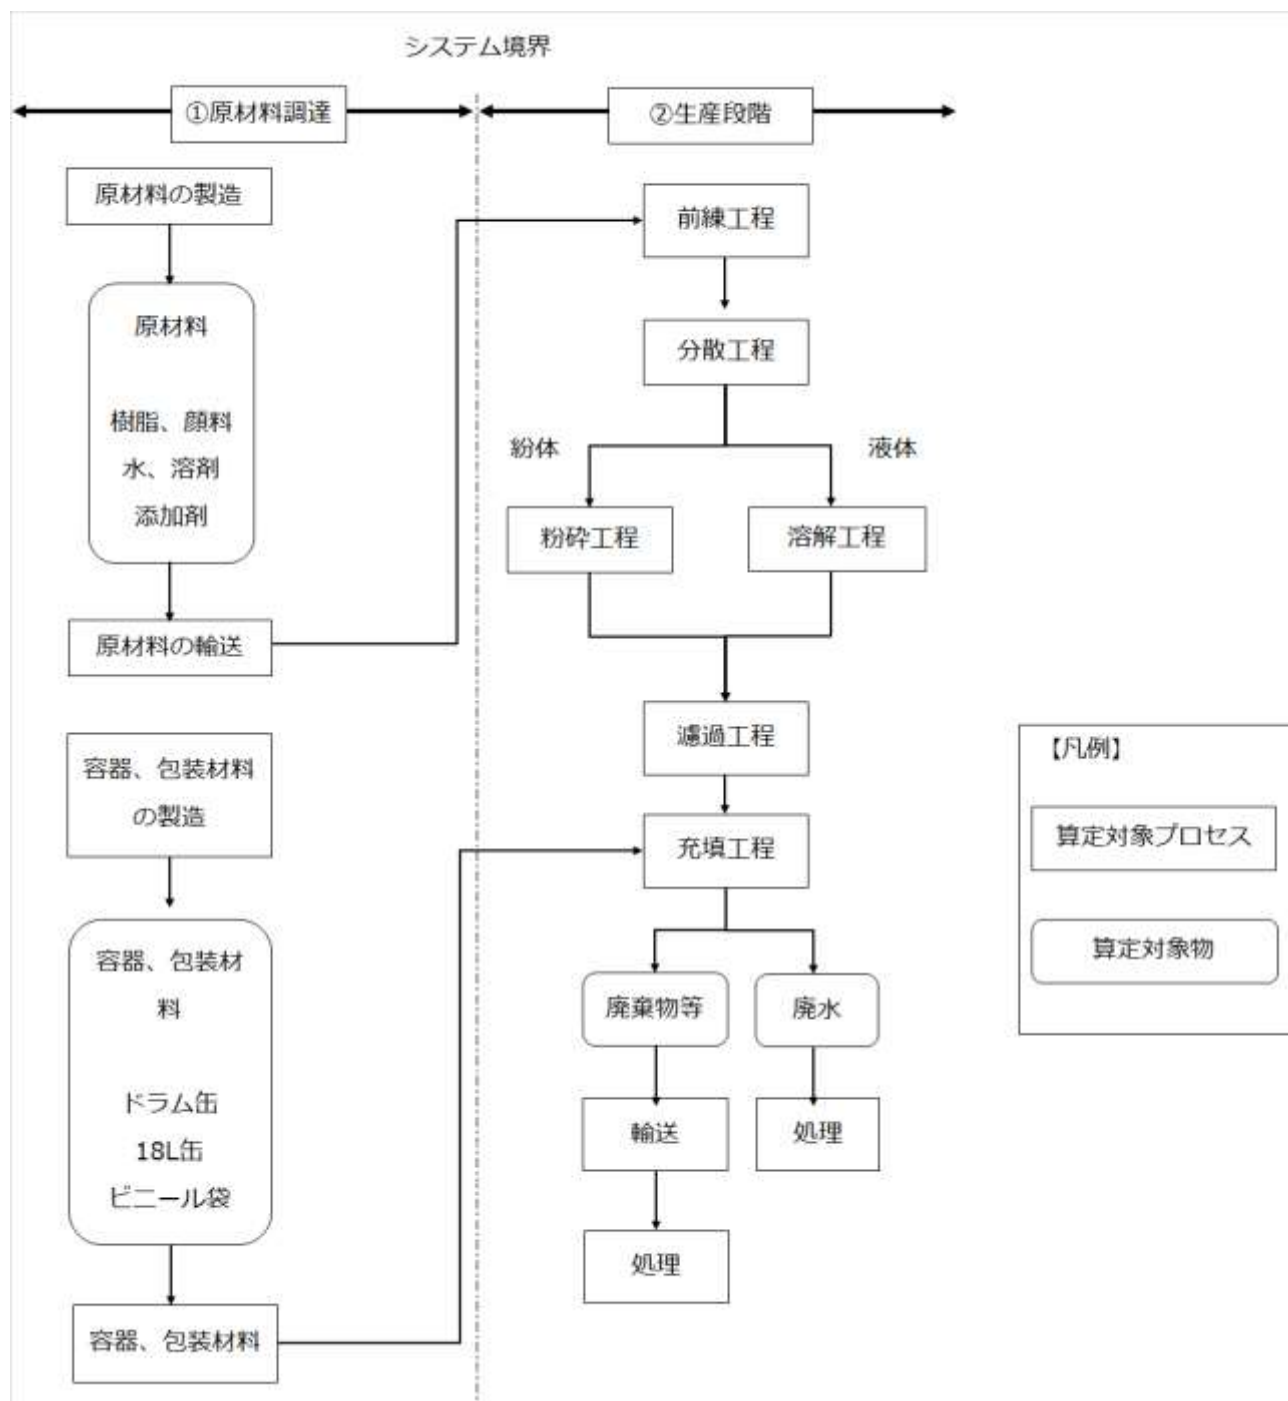 システム境界
①原材料調達
②生産段階
原材料の製造
原材料
樹脂、顔料
水、溶剤
添加剤
原材料の輸送
容器、包装材料
の製造
容器、包装材
料
ドラム缶
18L缶
ビニール袋
容器、包装材料
前練工程
分散工程
紛体
液体
粉砕工程
溶解工程
濾過工程
充填工程
廃棄物等
廃水
輸送
処理
処理
【凡例】
算定対象プロセス
算定対象物